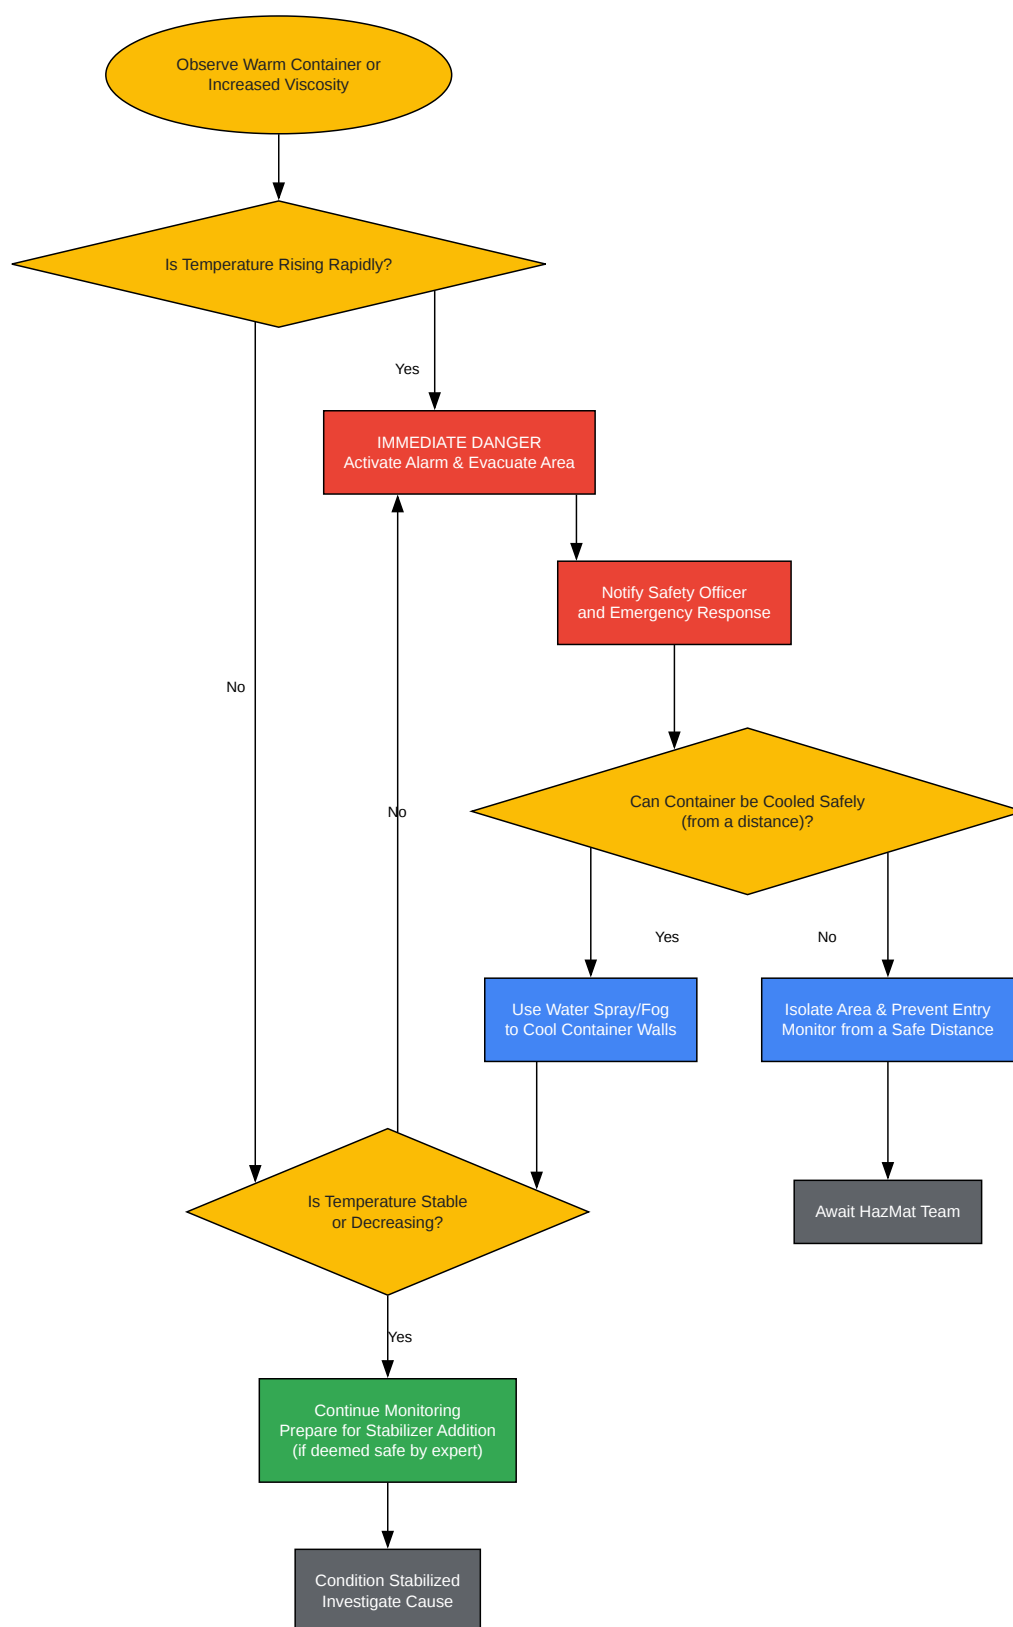 Observe Warm Container or
Increased Viscosity
Is Temperature Rising Rapidly?
Yes
IMMEDIATE DANGER
Activate Alarm & Evacuate Area
Notify Safety Officer
and Emergency Response
No
No
Can Container be Cooled Safely
(from a distance)?
Yes
No
Use Water Spray/Fog
to Cool Container Walls
Isolate Area & Prevent Entry
Monitor from a Safe Distance
Is Temperature Stable
or Decreasing?
Await HazMat Team
Yes
Continue Monitoring
Prepare for Stabilizer Addition
(if deemed safe by expert)
Condition Stabilized
Investigate Cause